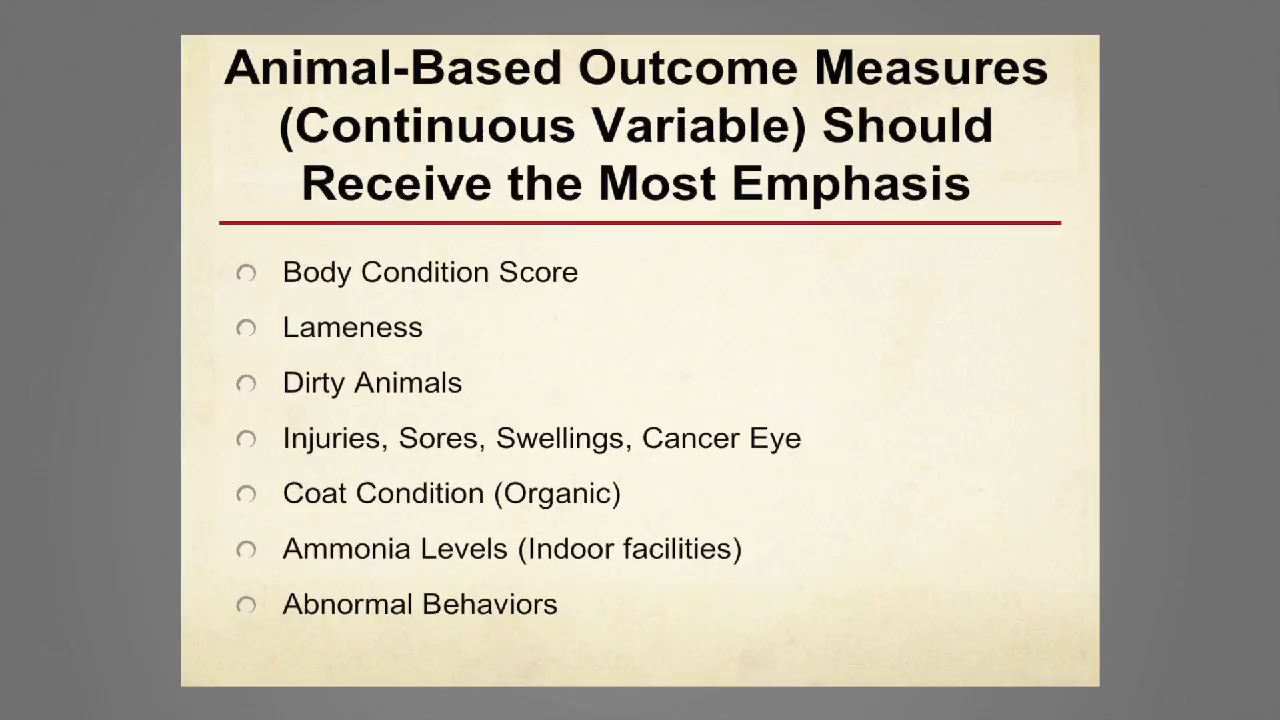 Animal-Based Outcome Measures
(Continuous Variable) Should
Receive the Most Emphasis
Body Condition Score
Lameness
Dirty Animals
Injuries, Sores, Swellings, Cancer Eye
Coat Condition (Organic)
Ammonia Levels (Indoor facilities)
Abnormal Behaviors